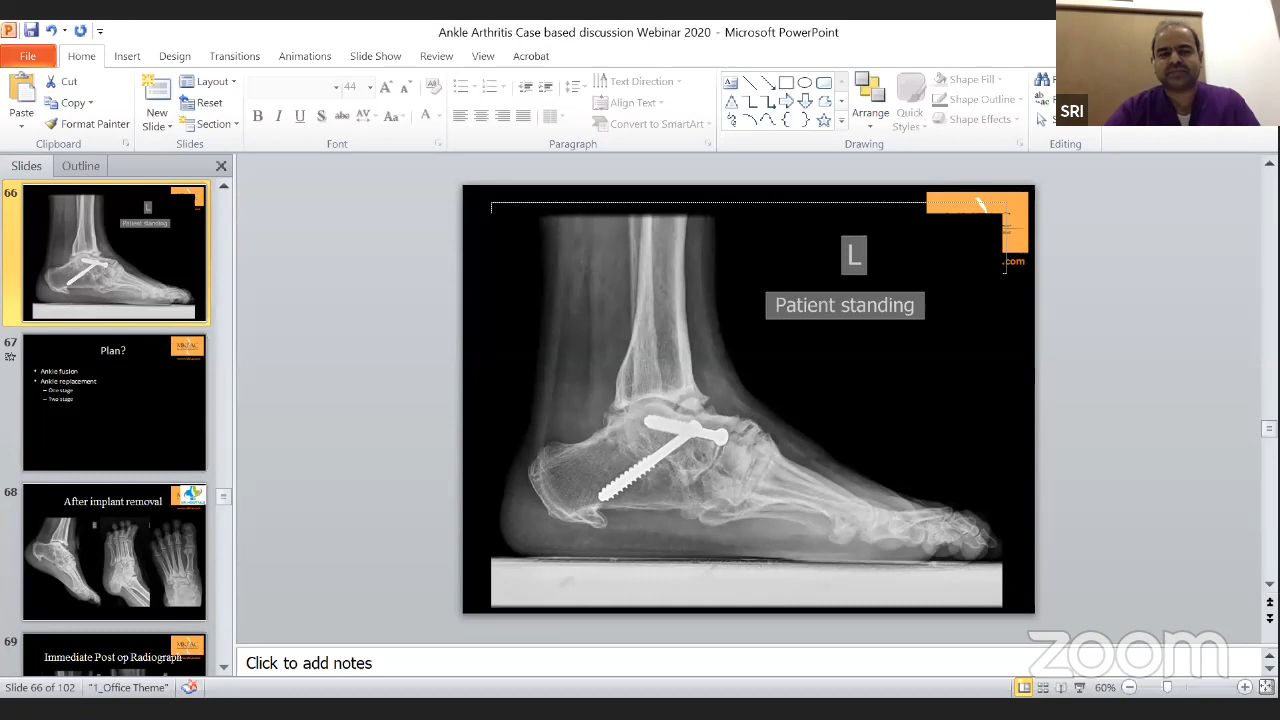 Ankle Arthritis Case based discussion Webinar 2020 - Microsoft PowerPoint
File Home Insert Design Transitions Animations Slide Show Review View Acrobat
Paste
Cut
Copy
Format Painter
Clipboard
New
Slide
Layout
Reset
Section
Slides
44
B I U S abc AV Aa A
Font
Text Direction
Align Text
Convert to SmartArt
Paragraph
Arrange
Quick
Styles
Shape Fill
Shape Outline
Shape Effects
Drawing
Editing
SRI
Slides Outline
66
L
Patient standing
67
Plan?
• Ankle fusion
• Ankle replacement
– One stage
– Two stage
68
After implant removal
69
Immediate Post op Radiograph
L
Patient standing
.com
Click to add notes
zoom
Slide 66 of 102 "1_Office Theme" 60%